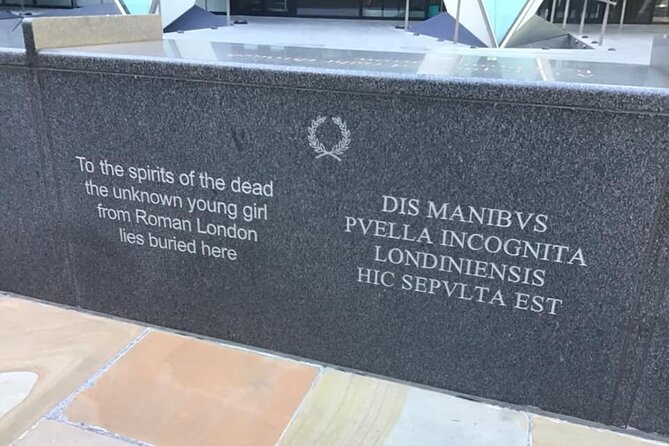 To the spirits of the dead
the unknown young girl
from Roman London
lies buried here
DIS MANIBVS
PVELLA INCOGNITA
LONDINIENSIS
HIC SEPVLTA EST